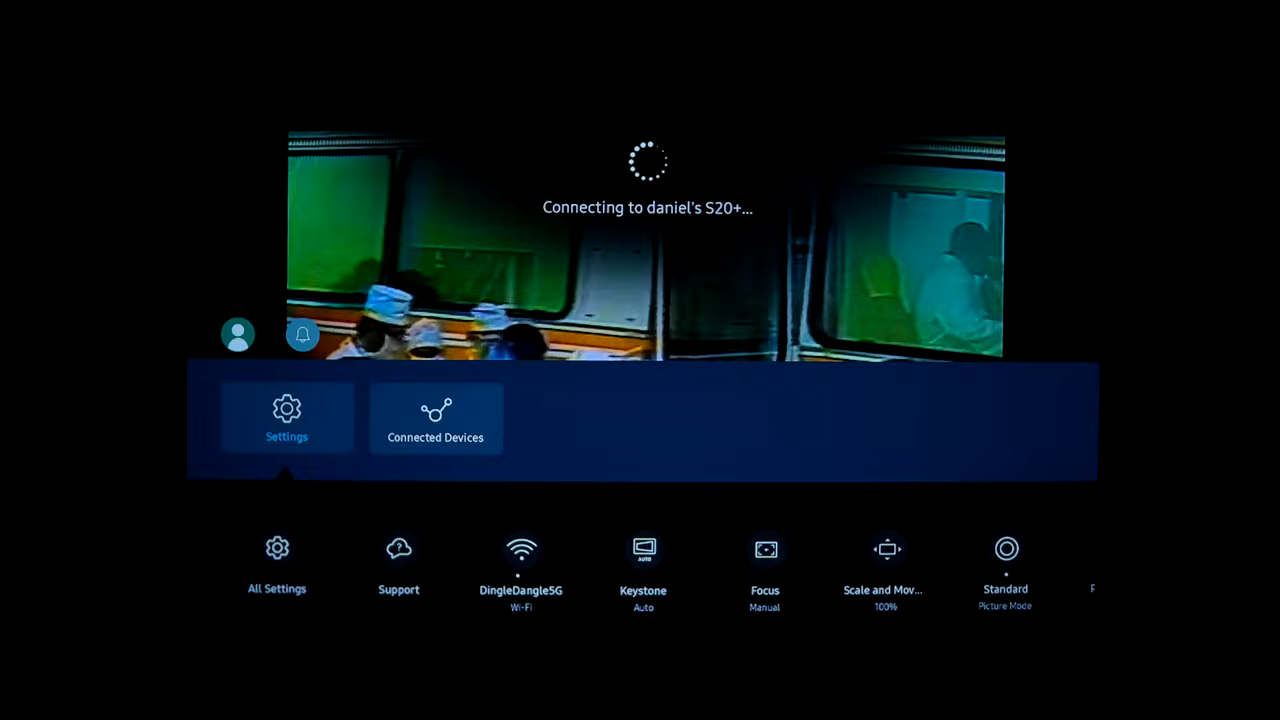 Connecting to daniel's S20+...
Settings
Connected Devices
AUTO
All Settings
Support
DingleDangle5G
Keystone
Focus
Scale and Mov...
Standard
Wi-Fi
Auto
Manual
100%
Picture Mode